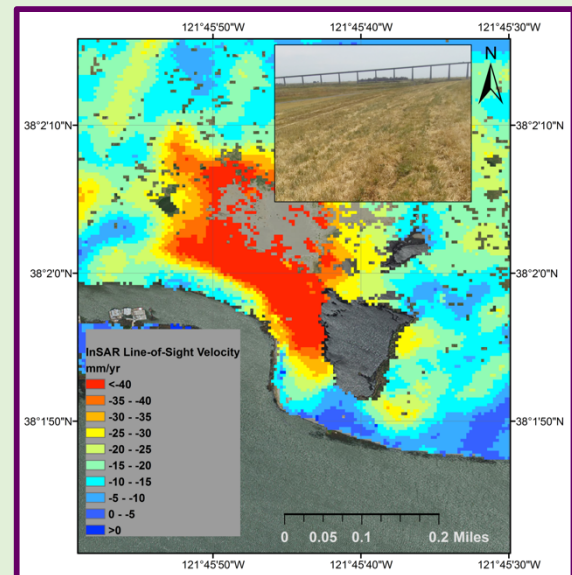 121°45'50"W 121°45'40"W 121°45'30"W
N
38°2'10"N 38°2'10"N
38°2'0"N 38°2'0"N
InSAR Line-of-Sight Velocity
mm/yr
<-40
-35 - -40
-30 - -35
-25 - -30
-20 - -25
-15 - -20
-10 - -15
-5 - -10
0 - -5
>0
38°1'50"N 38°1'50"N
0 0.05 0.1 0.2 Miles
121°45'50"W 121°45'40"W 121°45'30"W